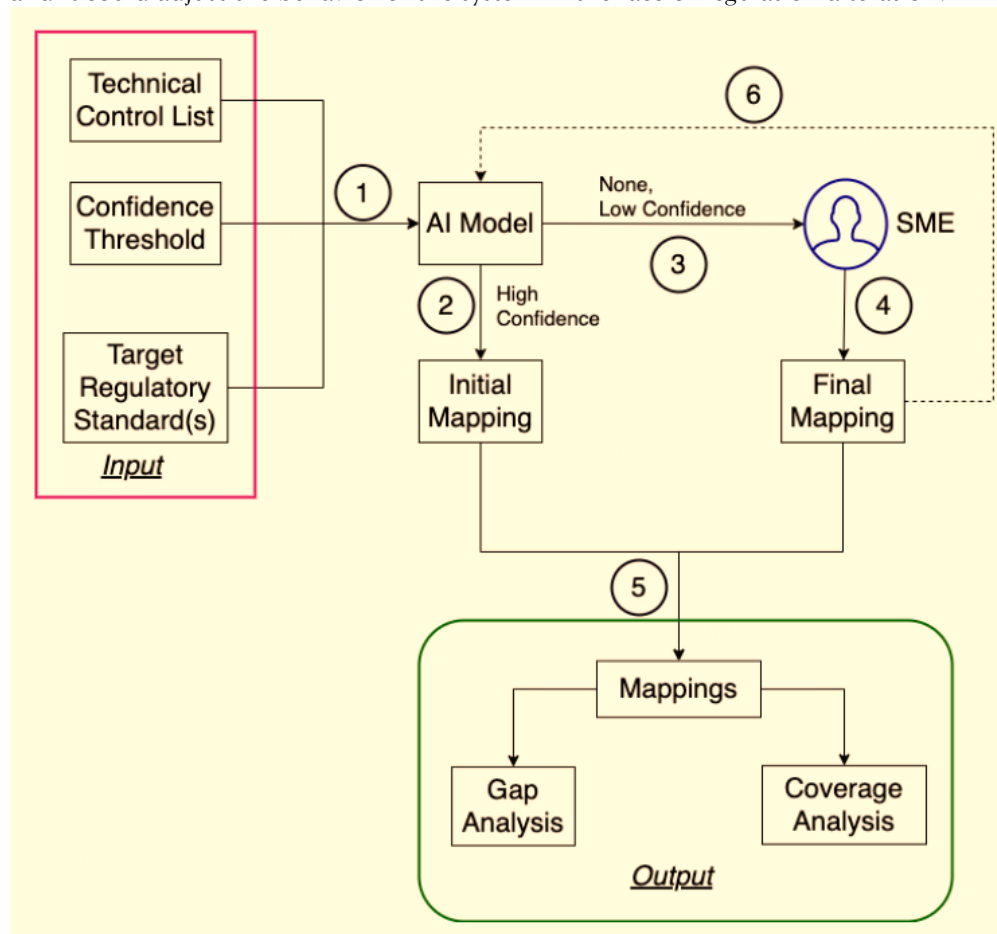 Technical
Control List
Confidence
Threshold
Target
Regulatory
Standard(s)
Input
1
AI Model
2
High
Confidence
None,
Low Confidence
3
SME
4
6
Initial
Mapping
Final
Mapping
5
Mappings
Gap
Analysis
Coverage
Analysis
Output